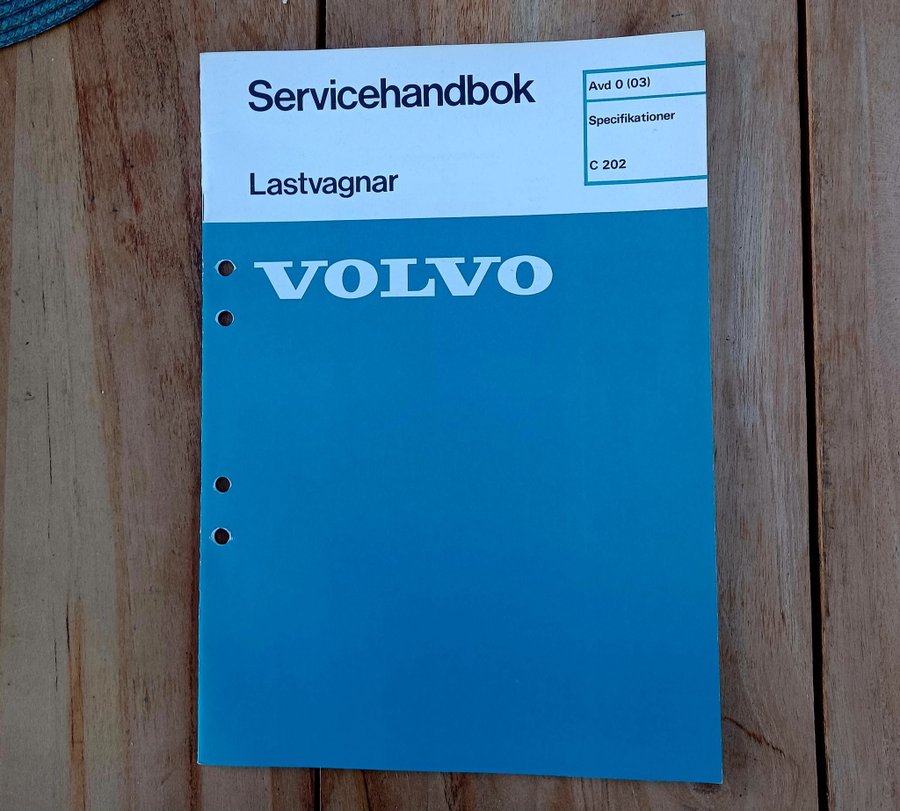 Servicehandbok
Lastvagnar
Avd 0 (03)
Specifikationer
C 202
VOLVO